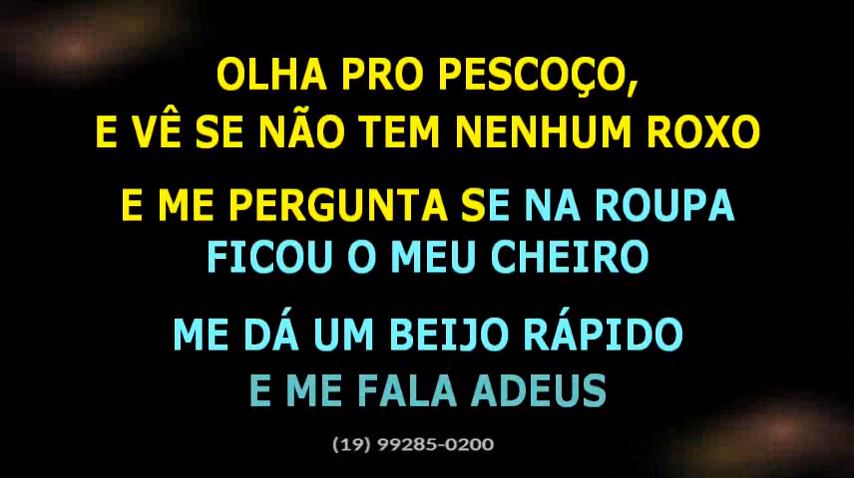 OLHA PRO PESCOÇO,
E VÊ SE NÃO TEM NENHUM ROXO
E ME PERGUNTA SE NA ROUPA
FICOU O MEU CHEIRO
ME DÁ UM BEIJO RÁPIDO
E ME FALA ADEUS
(19) 99285-0200